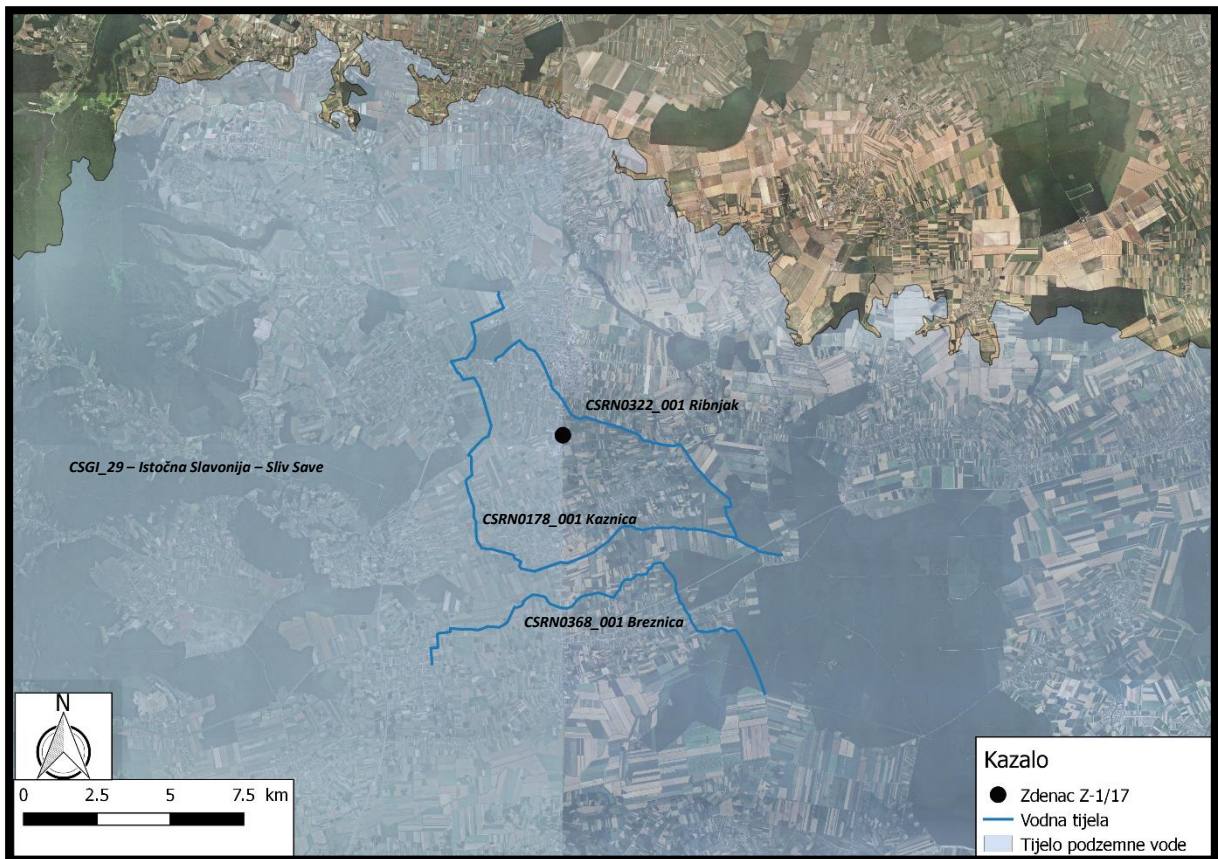 CSRN0322_001 Ribnjak
CSGI_29 – Istočna Slavonija – Sliv Save
CSRN0178_001 Kaznica
CSRN0368_001 Breznica
N
0 2.5 5 7.5 km
Kazalo
Zdenac Z-1/17
Vodna tijela
Tijelo podzemne vode